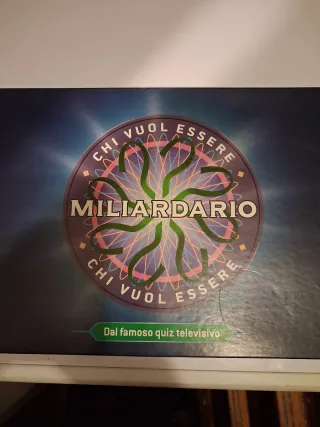 CHI VUOL ESSERE
MILIARDARIO
CHI VUOL ESSERE
Dal famoso quiz televisivo